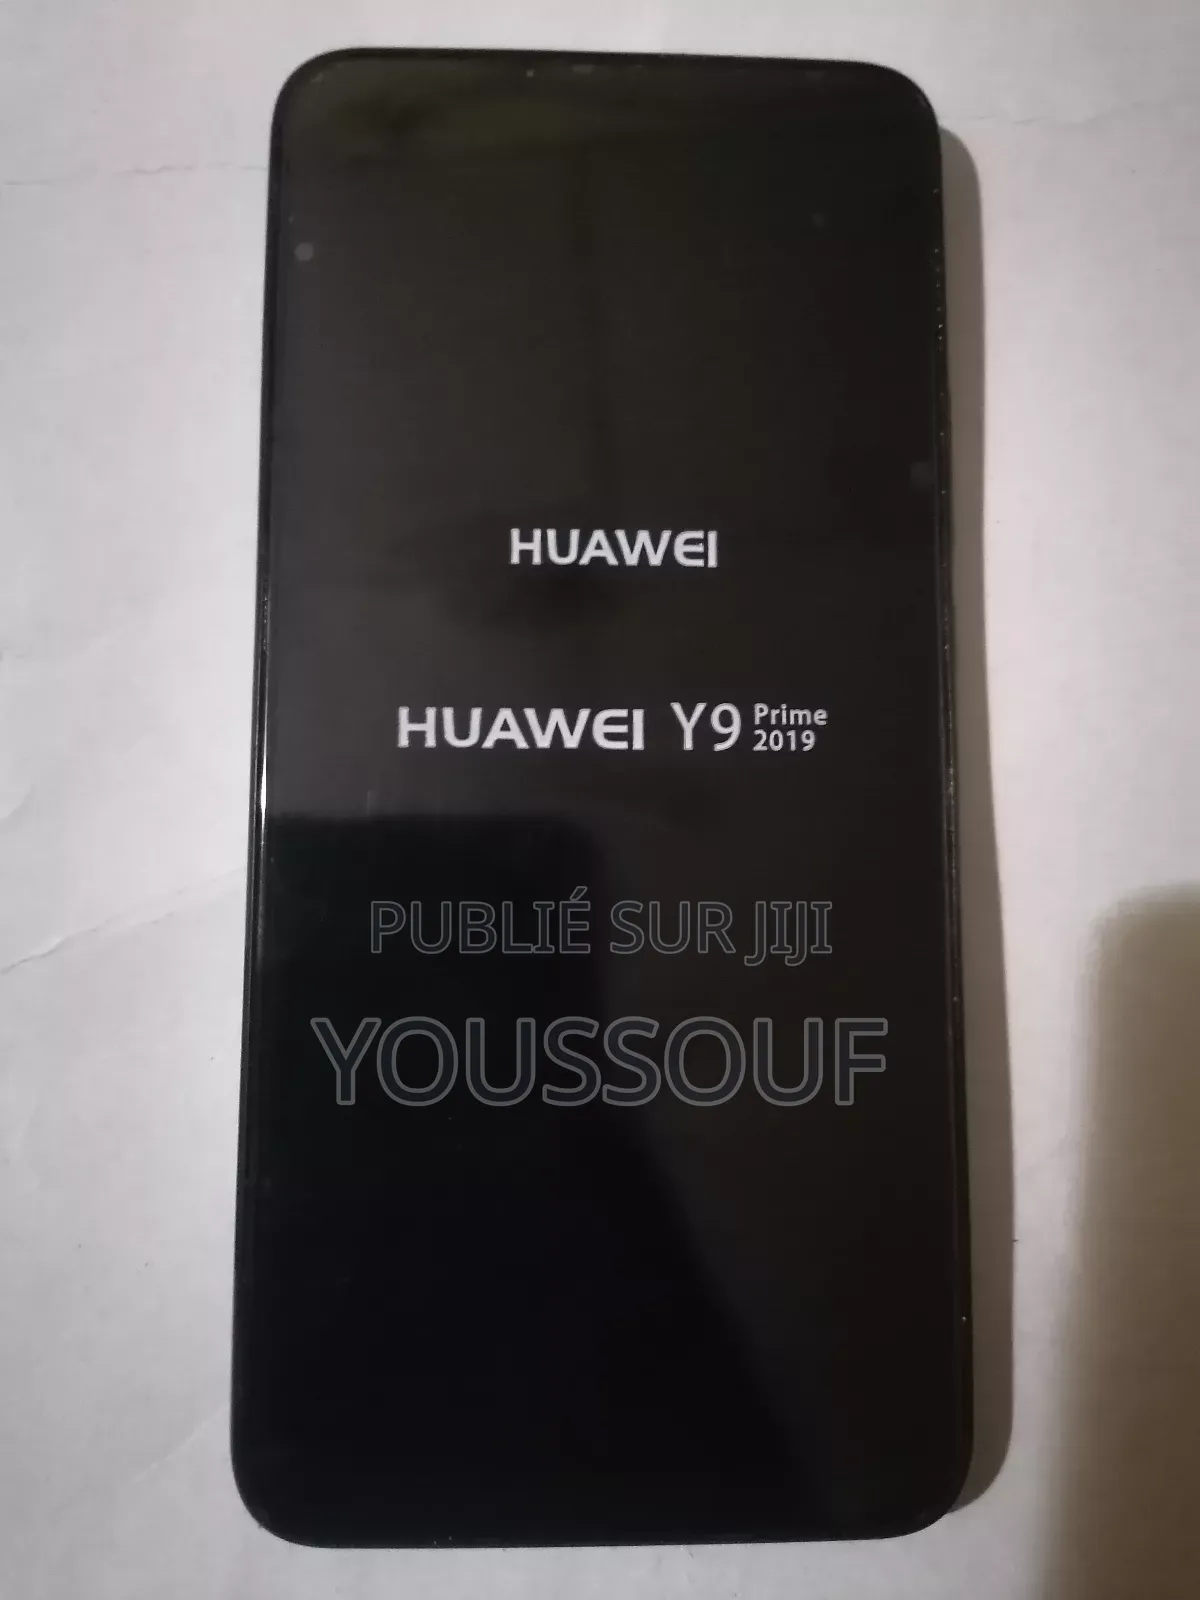 HUAWEI
HUAWEI Y9 Prime
2019
PUBLIÉ SUR JIJI
YOUSSOUF